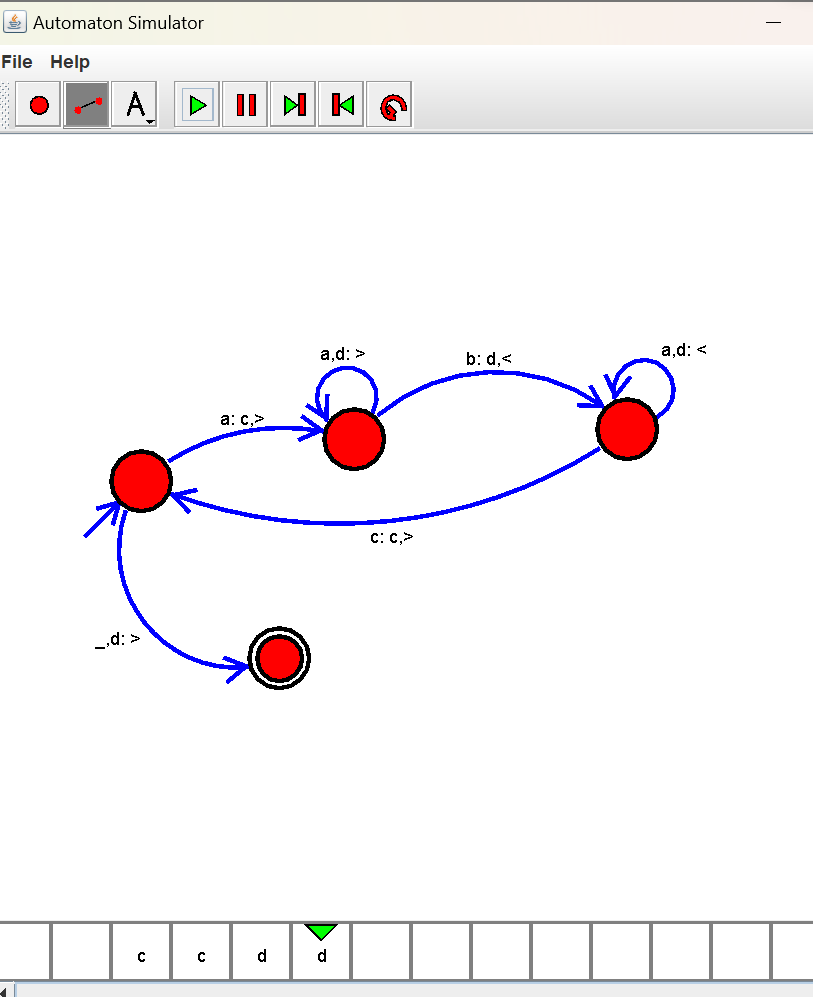 Automaton Simulator
File Help
A
a,d: >
b: d,<
a,d: <
a: c,>
c: c,>
_,d: >
c c d d